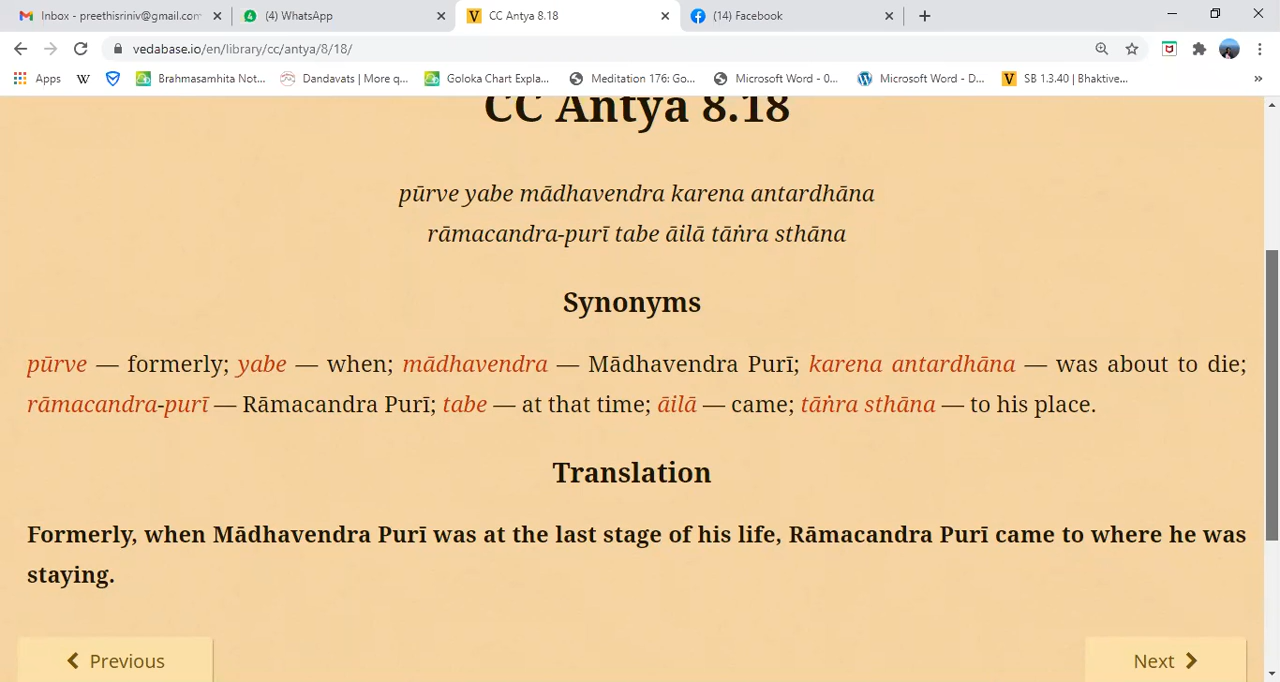 Inbox - preethisriniv@gmail.com
(4) WhatsApp
CC Antya 8.18
(14) Facebook
vedabase.io/en/library/cc/antya/8/18/
Apps
Brahmasamhita Not...
Dandavats | More q...
Goloka Chart Expla...
Meditation 176: Go...
Microsoft Word - 0...
Microsoft Word - D...
SB 1.3.40 | Bhaktive...
CC Antya 8.18
pūrve yabe mādhavendra karena antardhāna
rāmacandra-purī tabe āilā tāṅra sthāna
Synonyms
pūrve — formerly; yabe — when; mādhavendra — Mādhavendra Purī; karena antardhāna — was about to die;
rāmacandra-purī — Rāmacandra Purī; tabe — at that time; āilā — came; tāṅra sthāna — to his place.
Translation
Formerly, when Mādhavendra Purī was at the last stage of his life, Rāmacandra Purī came to where he was
staying.
Previous
Next